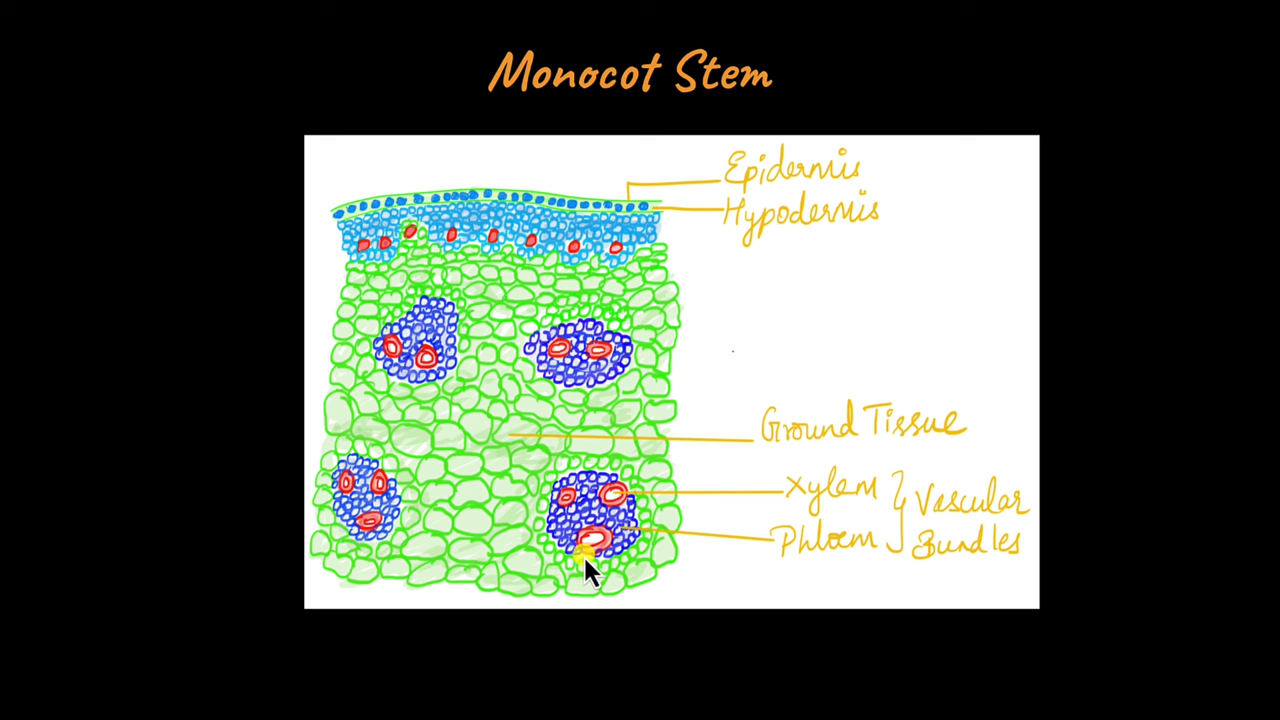 Monocot Stem
Epidermis
Hypodermis
Ground Tissue
Xylem
Phloem
Vascular
Bundles